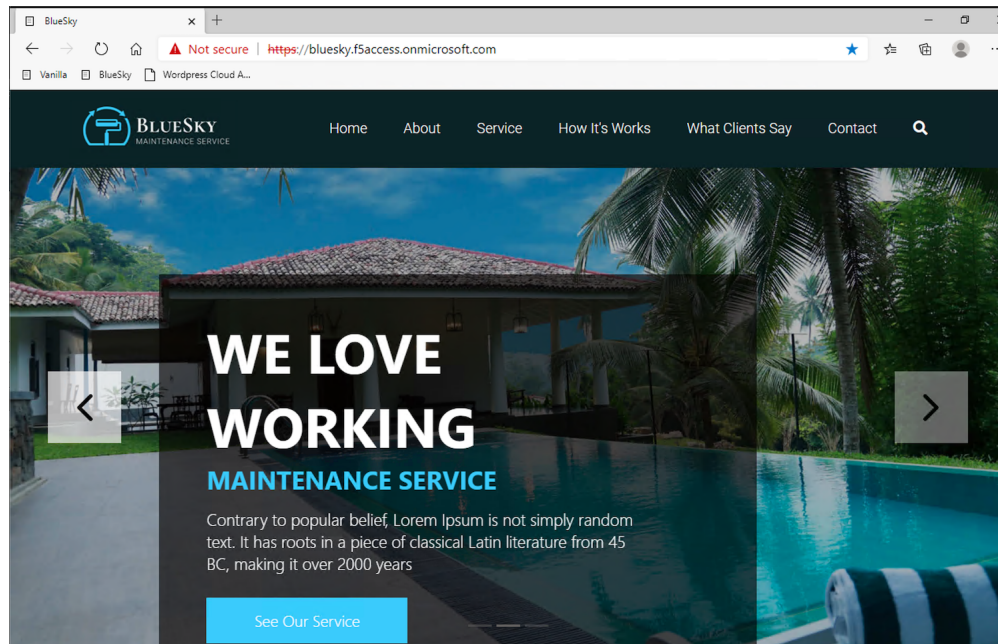 BlueSky
Not secure | https://bluesky.f5access.onmicrosoft.com
Vanilla BlueSky Wordpress Cloud A...
BLUESKY
MAINTENANCE SERVICE
Home About Service How It's Works What Clients Say Contact
WE LOVE
WORKING
MAINTENANCE SERVICE
Contrary to popular belief, Lorem Ipsum is not simply random
text. It has roots in a piece of classical Latin literature from 45
BC, making it over 2000 years
See Our Service